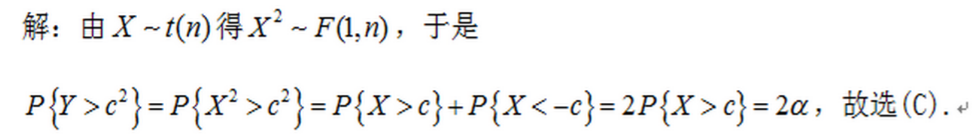 解：由 X ~ t(n) 得 X² ~ F(1,n)，于是
P{Y > c²} = P{X² > c²} = P{X > c} + P{X < −c} = 2P{X > c} = 2α，故选(C).